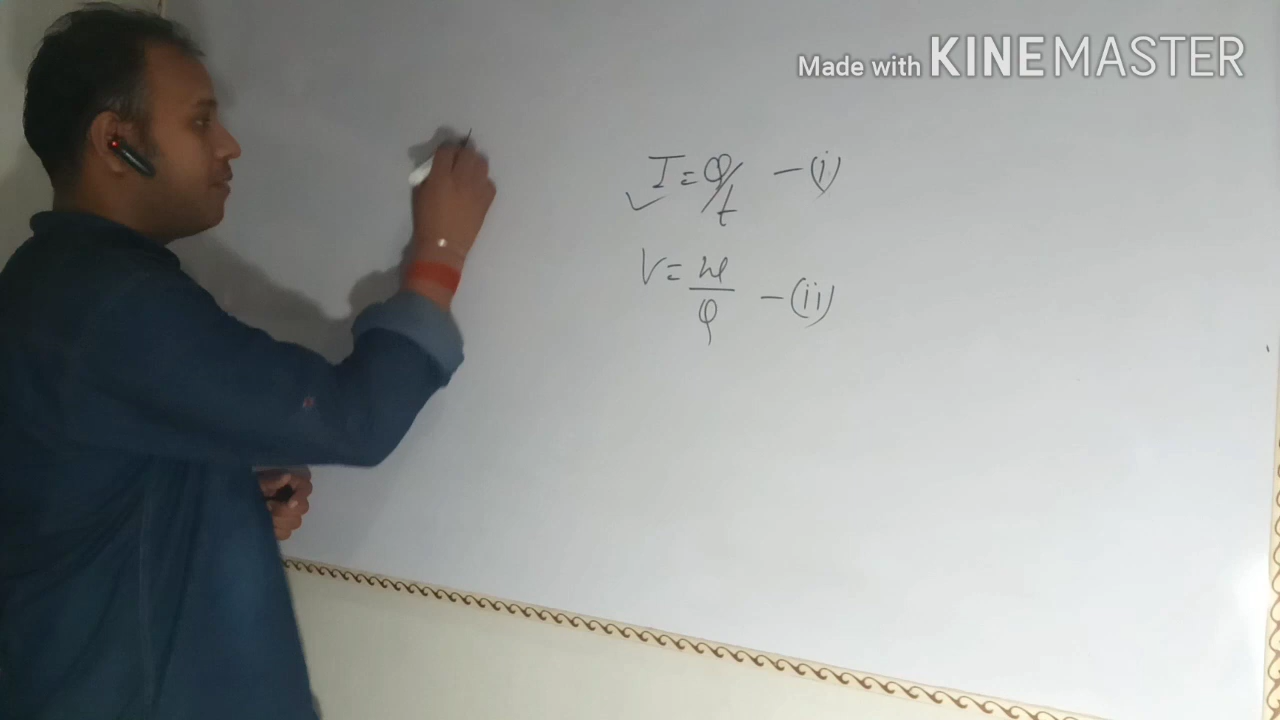 Made with KINEMASTER
I = Q/t - (i)
V = W/Q - (ii)